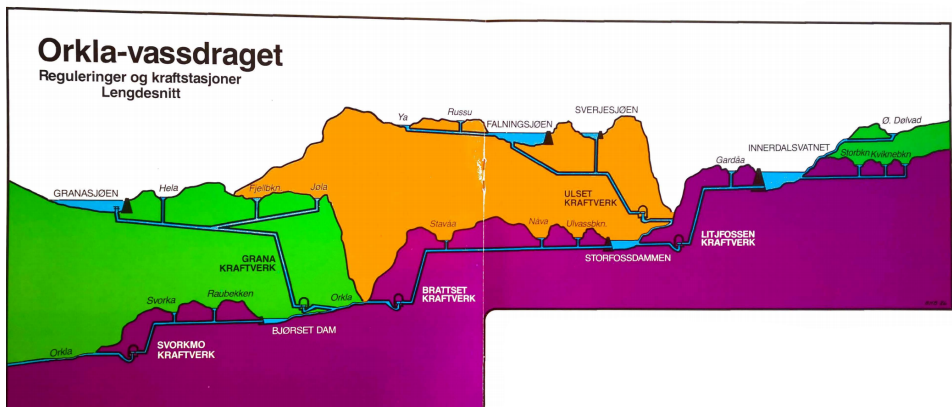 Orkla-vassdraget
Reguleringer og kraftstasjoner
Lengdesnitt
Ya
Russu
FALNINGSJØEN
SVERJESJØEN
Ø. Dølvad
INNERDALSVATNET
Gardåa
Storbkn
Kviknebkn
GRANASJØEN
Hela
Fjellbkn.
Jøla
ULSET
KRAFTVERK
Stavåa
Nåva
Ulvassbkn.
LITJFOSSEN
KRAFTVERK
STORFOSSDAMMEN
GRANA
KRAFTVERK
BRATTSET
KRAFTVERK
Svorka
Raubekken
Orkla
BJØRSET DAM
SVORKMO
KRAFTVERK
Orkla